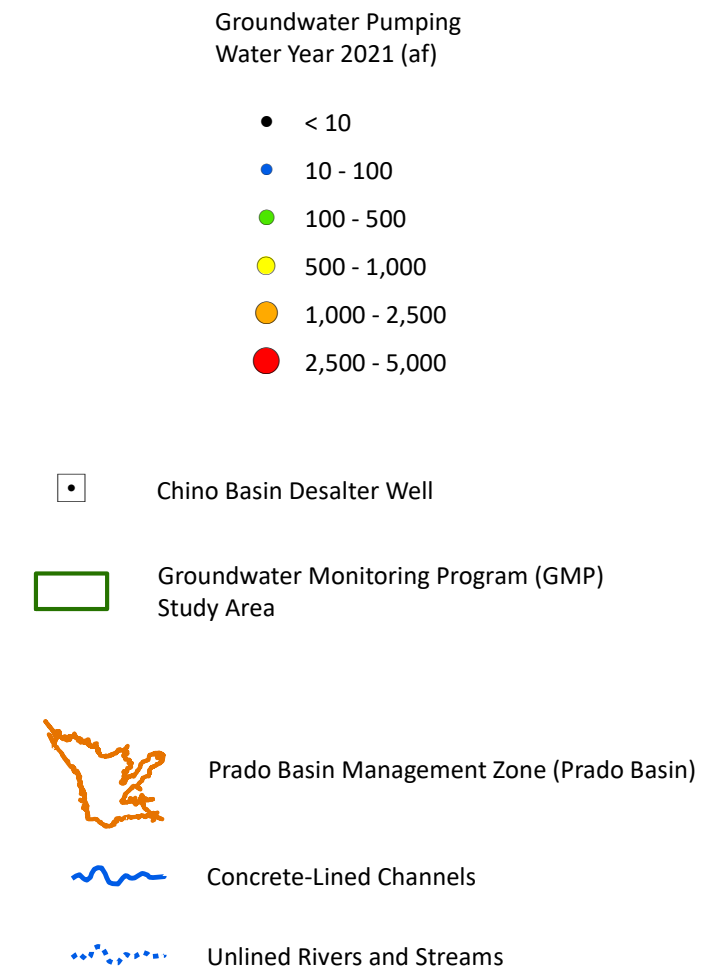 Groundwater Pumping
Water Year 2021 (af)
< 10
10 - 100
100 - 500
500 - 1,000
1,000 - 2,500
2,500 - 5,000
Chino Basin Desalter Well
Groundwater Monitoring Program (GMP)
Study Area
Prado Basin Management Zone (Prado Basin)
Concrete-Lined Channels
Unlined Rivers and Streams